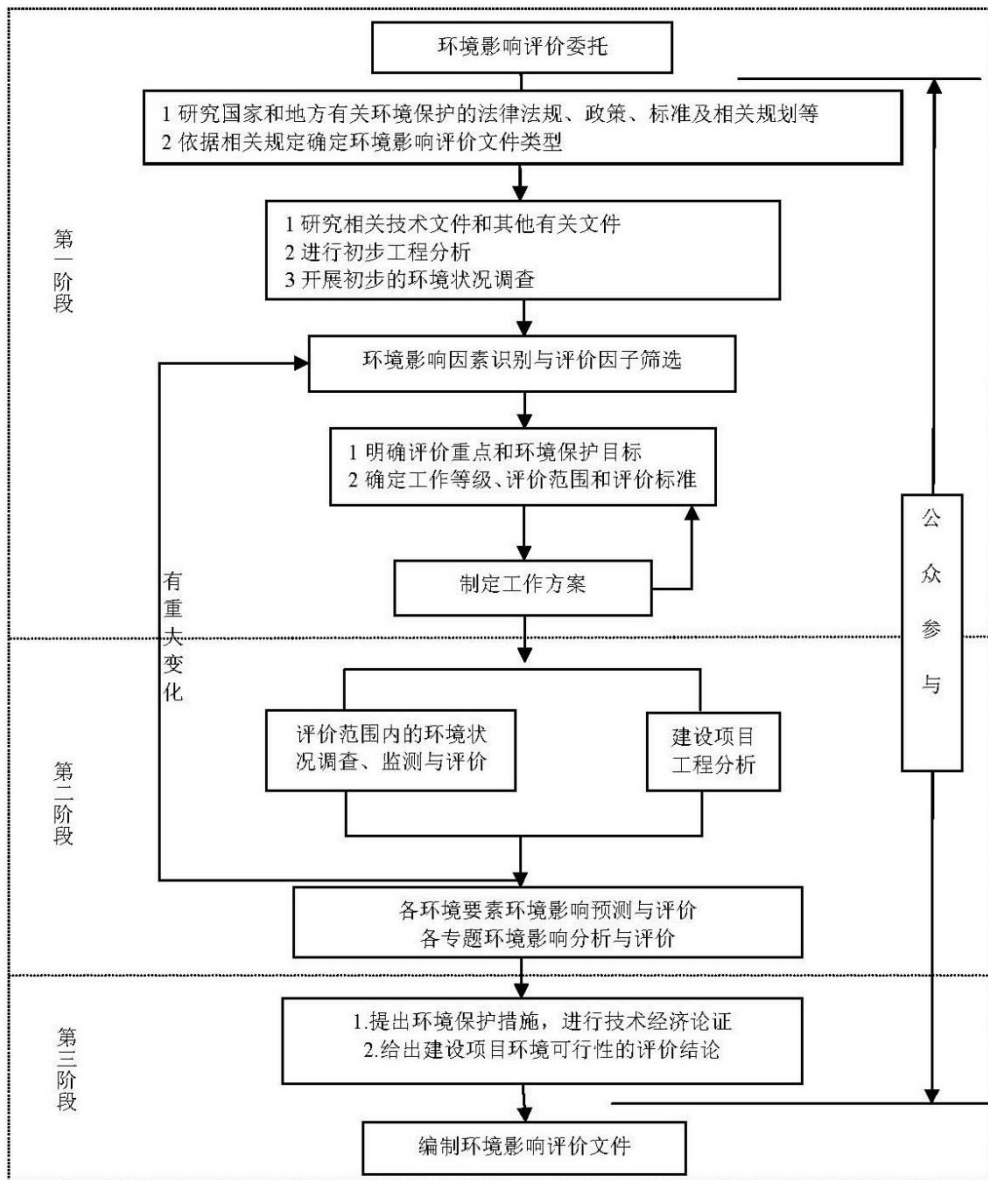 环境影响评价委托
1 研究国家和地方有关环境保护的法律法规、政策、标准及相关规划等
2 依据相关规定确定环境影响评价文件类型
第一阶段
1 研究相关技术文件和其他有关文件
2 进行初步工程分析
3 开展初步的环境状况调查
环境影响因素识别与评价因子筛选
1 明确评价重点和环境保护目标
2 确定工作等级、评价范围和评价标准
公众参与
制定工作方案
有重大变化
第二阶段
评价范围内的环境状
况调查、监测与评价
建设项目
工程分析
各环境要素环境影响预测与评价
各专题环境影响分析与评价
第三阶段
1.提出环境保护措施，进行技术经济论证
2.给出建设项目环境可行性的评价结论
编制环境影响评价文件